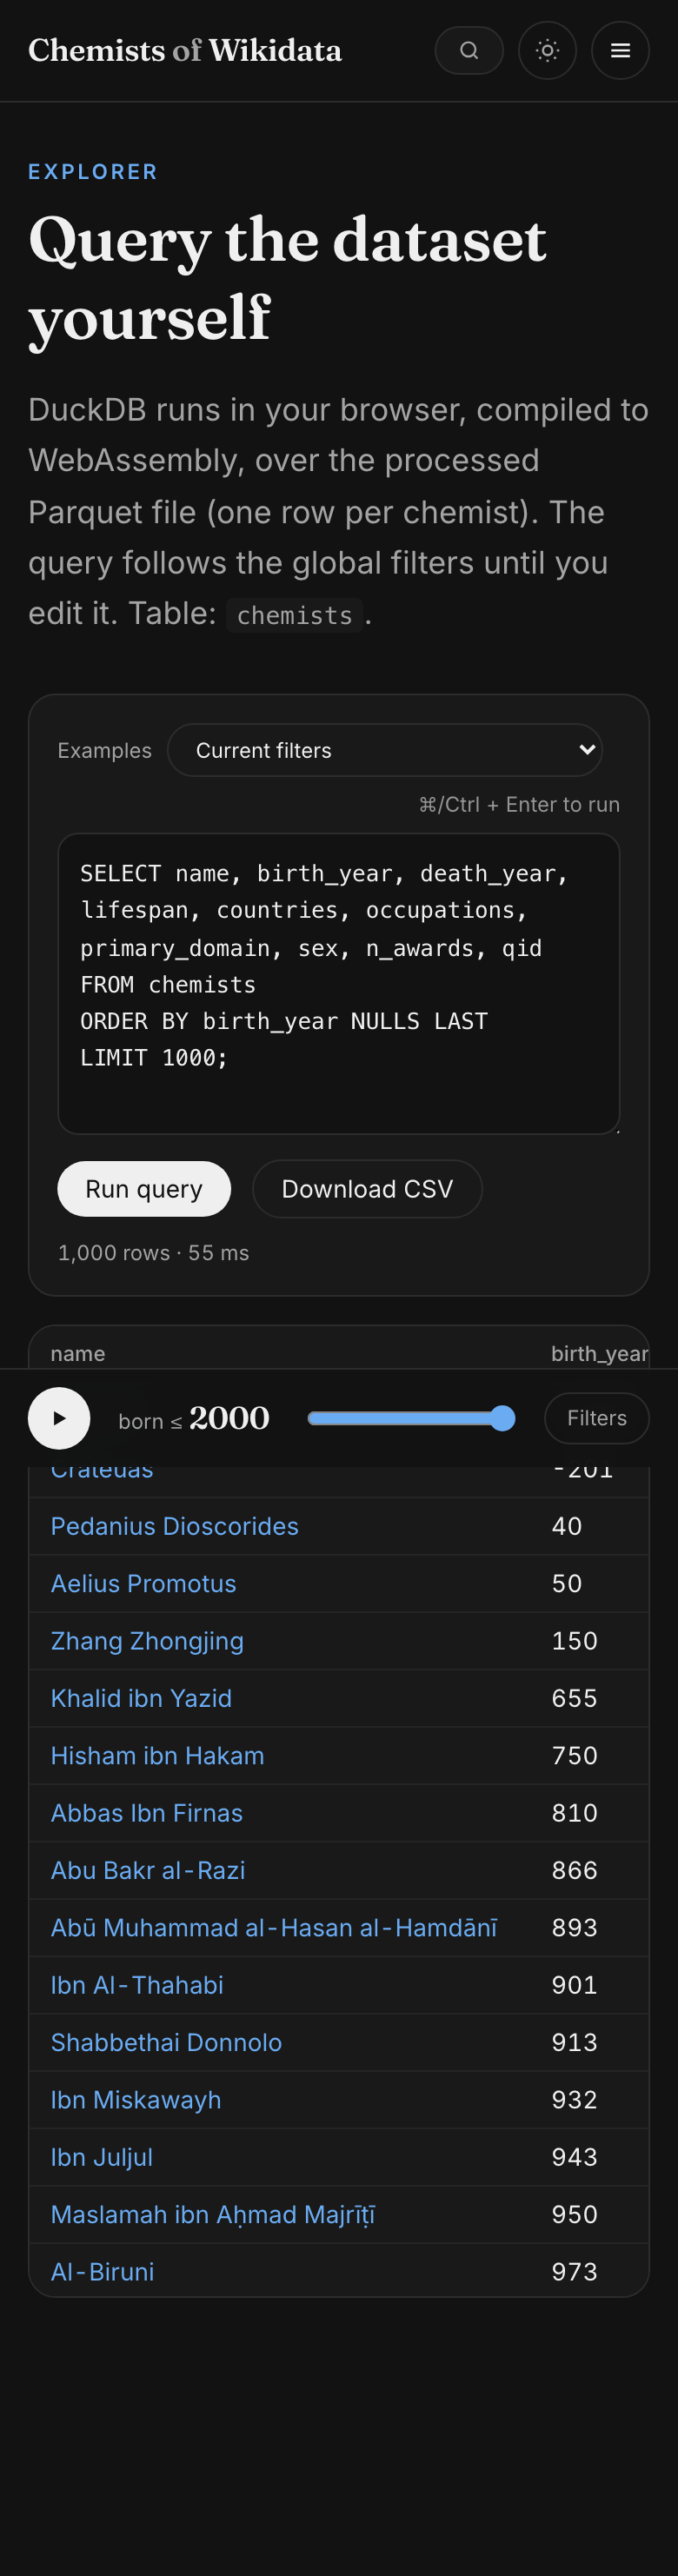 Chemists of Wikidata
EXPLORER
Query the dataset
yourself
DuckDB runs in your browser, compiled to
WebAssembly, over the processed
Parquet file (one row per chemist). The
query follows the global filters until you
edit it. Table: chemists.
Examples Current filters
⌘/Ctrl + Enter to run
SELECT name, birth_year, death_year,
lifespan, countries, occupations,
primary_domain, sex, n_awards, qid
FROM chemists
ORDER BY birth_year NULLS LAST
LIMIT 1000;
Run query Download CSV
1,000 rows · 55 ms
name birth_year
born ≤ 2000 Filters
Crateuas -201
Pedanius Dioscorides 40
Aelius Promotus 50
Zhang Zhongjing 150
Khalid ibn Yazid 655
Hisham ibn Hakam 750
Abbas Ibn Firnas 810
Abu Bakr al-Razi 866
Abū Muhammad al-Hasan al-Hamdānī 893
Ibn Al-Thahabi 901
Shabbethai Donnolo 913
Ibn Miskawayh 932
Ibn Juljul 943
Maslamah ibn Aḥmad Majrīṭī 950
Al-Biruni 973